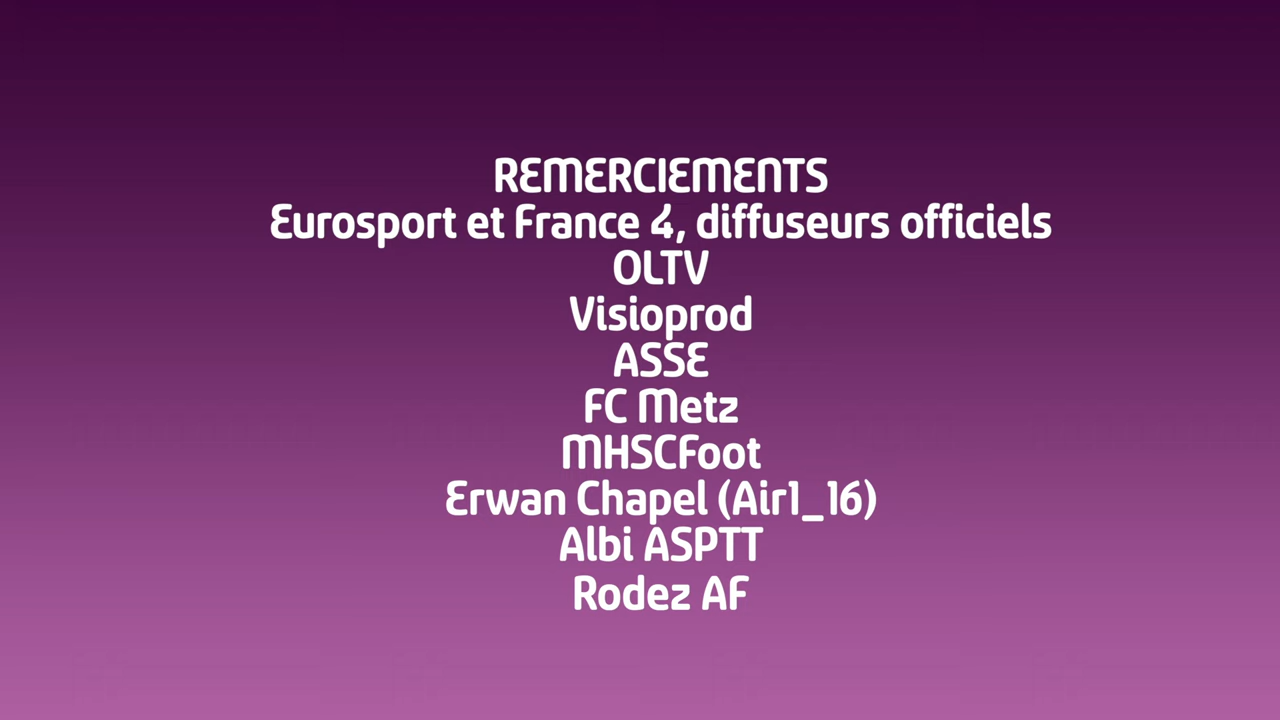 REMERCIEMENTS
Eurosport et France 4, diffuseurs officiels
OLTV
Visioprod
ASSE
FC Metz
MHSCFoot
Erwan Chapel (Air1_16)
Albi ASPTT
Rodez AF